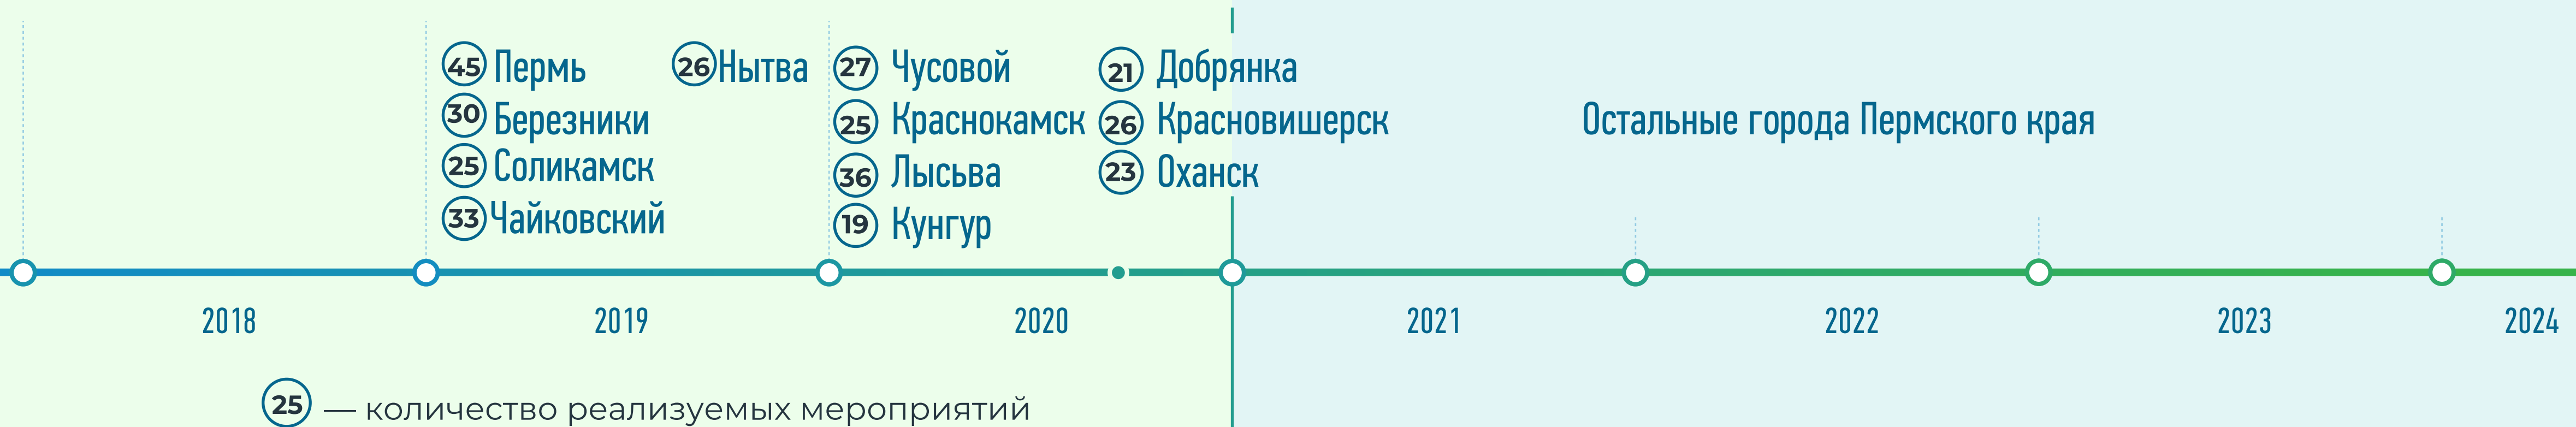 45 Пермь
30 Березники
25 Соликамск
33 Чайковский
26 Нытва
27 Чусовой
25 Краснокамск
36 Лысьва
19 Кунгур
21 Добрянка
26 Красновишерск
23 Оханск
Остальные города Пермского края
2018 2019 2020 2021 2022 2023 2024
25 — количество реализуемых мероприятий